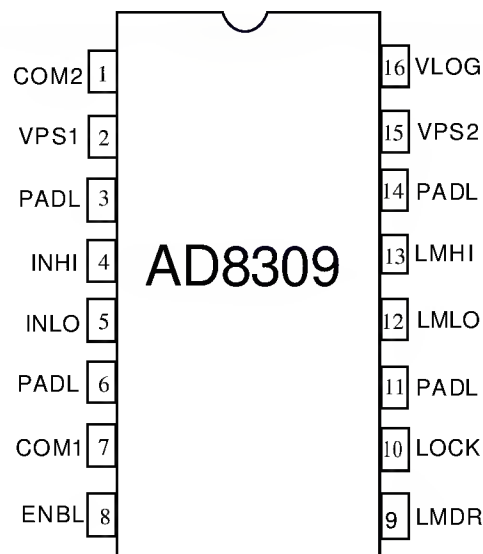 COM2 1 16 VLOG
VPS1 2 15 VPS2
PADL 3 14 PADL
INHI 4 13 LMHI
AD8309
INLO 5 12 LMLO
PADL 6 11 PADL
COM1 7 10 LOCK
ENBL 8 9 LMDR